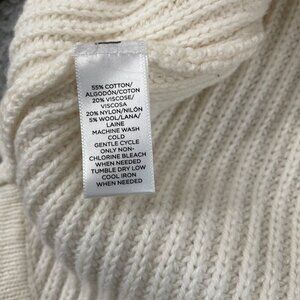 55% COTTON/
ALGODÓN/COTON
20% VISCOSE/
VISCOSA
20% NYLON/NILÓN
5% WOOL/LANA/
LAINE
MACHINE WASH
COLD
GENTLE CYCLE
ONLY NON-
CHLORINE BLEACH
WHEN NEEDED
TUMBLE DRY LOW
COOL IRON
WHEN NEEDED